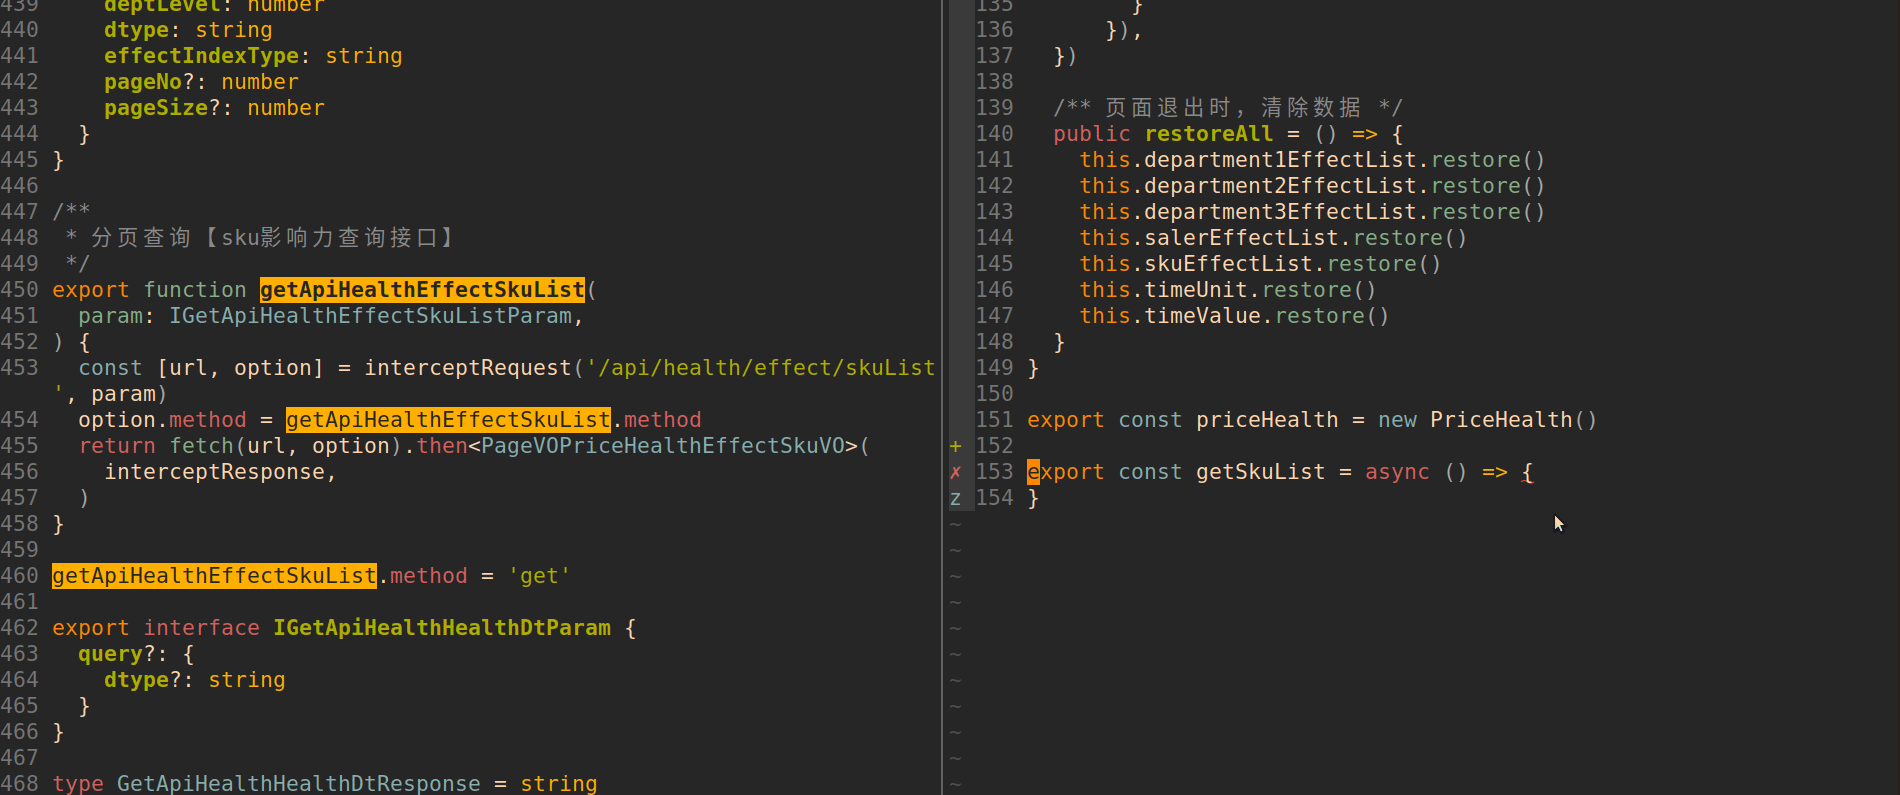 439     deptLevel: number
440     dtype: string
441     effectIndexType: string
442     pageNo?: number
443     pageSize?: number
444   }
445 }
446
447 /**
448  * 分页查询【sku影响力查询接口】
449  */
450 export function getApiHealthEffectSkuList(
451   param: IGetApiHealthEffectSkuListParam,
452 ) {
453   const [url, option] = interceptRequest('/api/health/effect/skuList
', param)
454   option.method = getApiHealthEffectSkuList.method
455   return fetch(url, option).then<PageVOPriceHealthEffectSkuVO>(
456     interceptResponse,
457   )
458 }
459
460 getApiHealthEffectSkuList.method = 'get'
461
462 export interface IGetApiHealthHealthDtParam {
463   query?: {
464     dtype?: string
465   }
466 }
467
468 type GetApiHealthHealthDtResponse = string
135         }
136       }),
137   })
138
139   /** 页面退出时，清除数据 */
140   public restoreAll = () => {
141     this.department1EffectList.restore()
142     this.department2EffectList.restore()
143     this.department3EffectList.restore()
144     this.salerEffectList.restore()
145     this.skuEffectList.restore()
146     this.timeUnit.restore()
147     this.timeValue.restore()
148   }
149 }
150
151 export const priceHealth = new PriceHealth()
+ 152
✗ 153 export const getSkuList = async () => {
Z 154 }
~
~
~
~
~
~
~
~
~
~
~